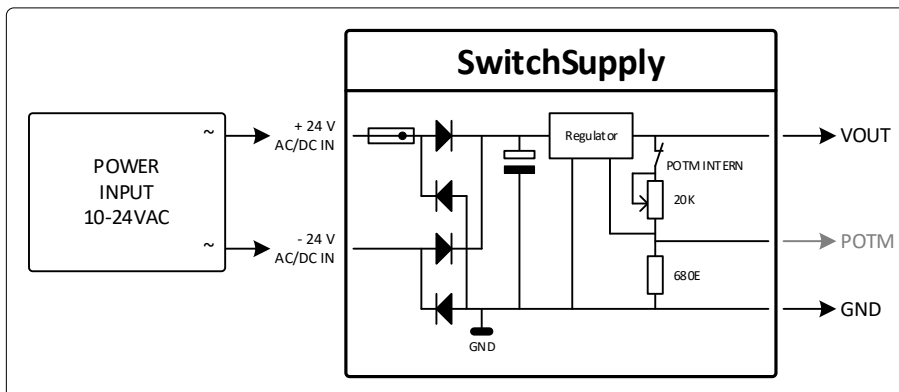 SwitchSupply
POWER
INPUT
10-24VAC
~
~
+ 24 V
AC/DC IN
- 24 V
AC/DC IN
Regulator
POTM INTERN
20K
680E
GND
VOUT
POTM
GND